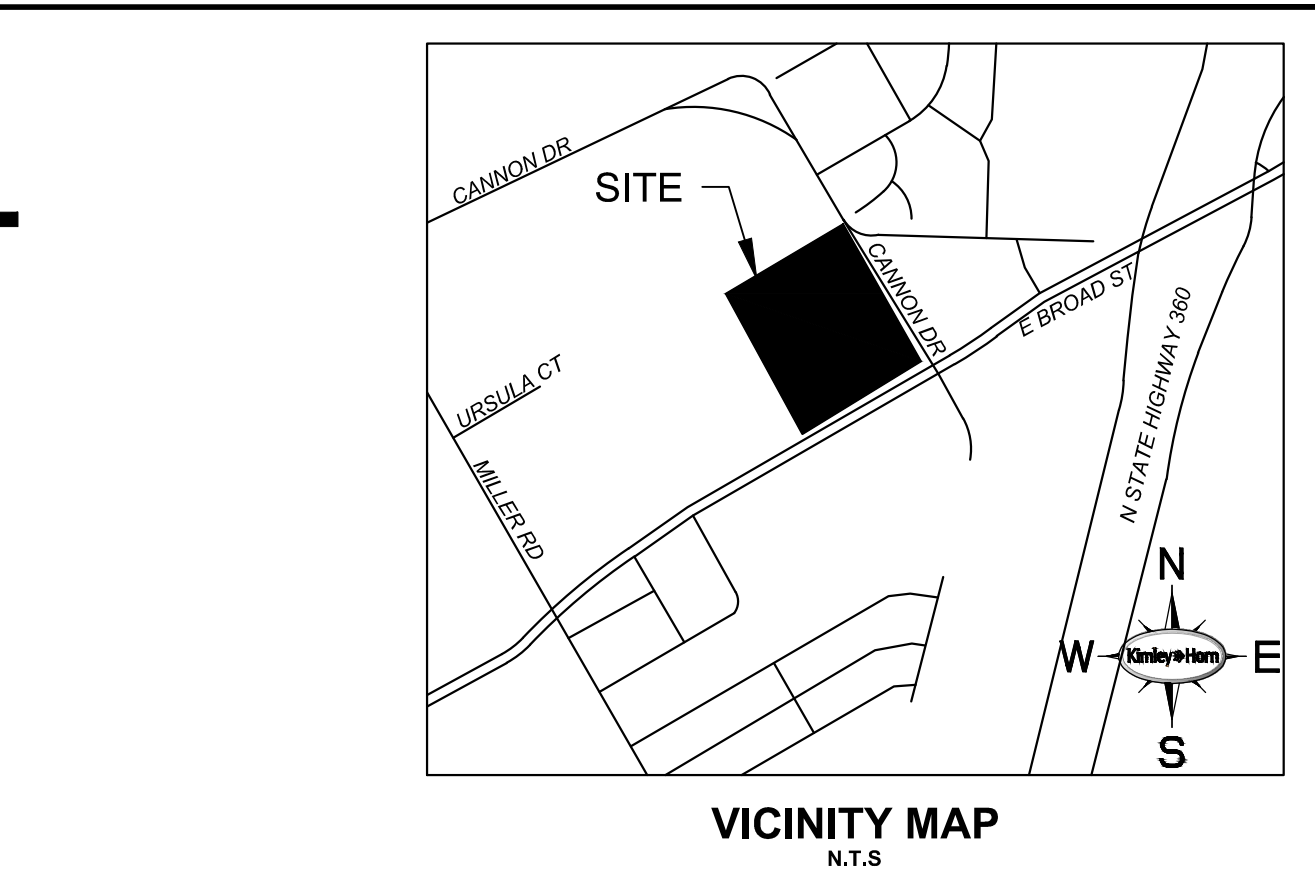 CANNON DR
SITE
CANNON DR
E BROAD ST
N STATE HIGHWAY 360
URSULA CT
MILLER RD
N
W Kimley»Horn E
S
VICINITY MAP
N.T.S